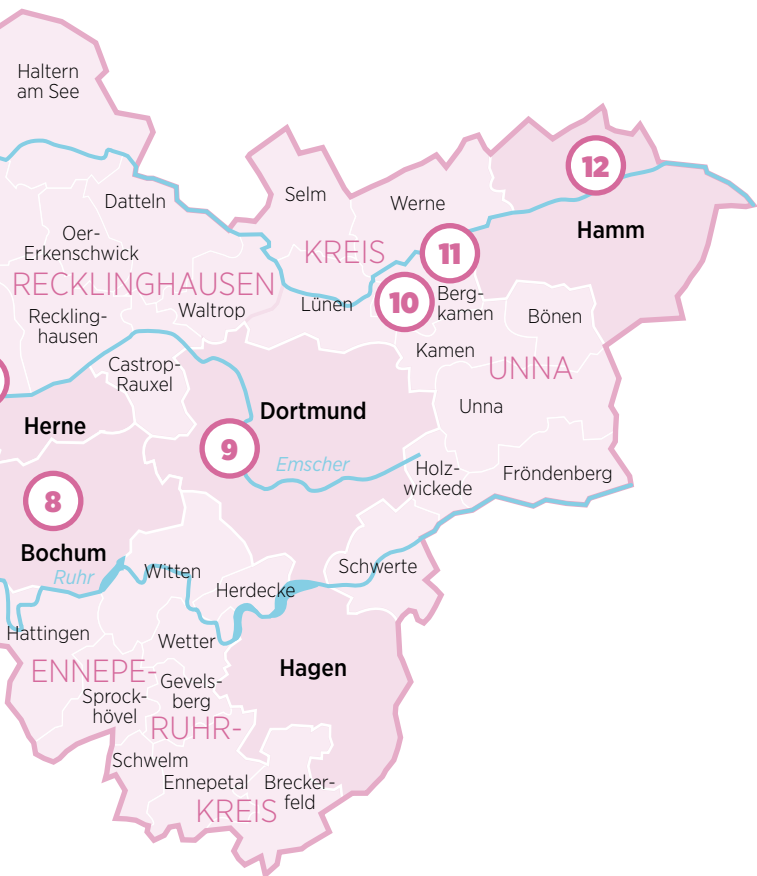 Haltern
am See
12
Datteln
Selm
Werne
Hamm
Oer-
Erkenschwick
KREIS
11
RECKLINGHAUSEN
10
Berg-
kamen
Lünen
Waltrop
Bönen
Reckling-
hausen
Kamen
UNNA
Castrop-
Rauxel
Unna
Dortmund
Herne
9
Emscher
Holz-
wickede
Fröndenberg
8
Bochum
Ruhr
Witten
Schwerte
Herdecke
Hattingen
Wetter
Hagen
ENNEPE-
Gevels-
berg
Sprock-
hövel
RUHR-
Schwelm
Ennepetal
Brecker-
feld
KREIS